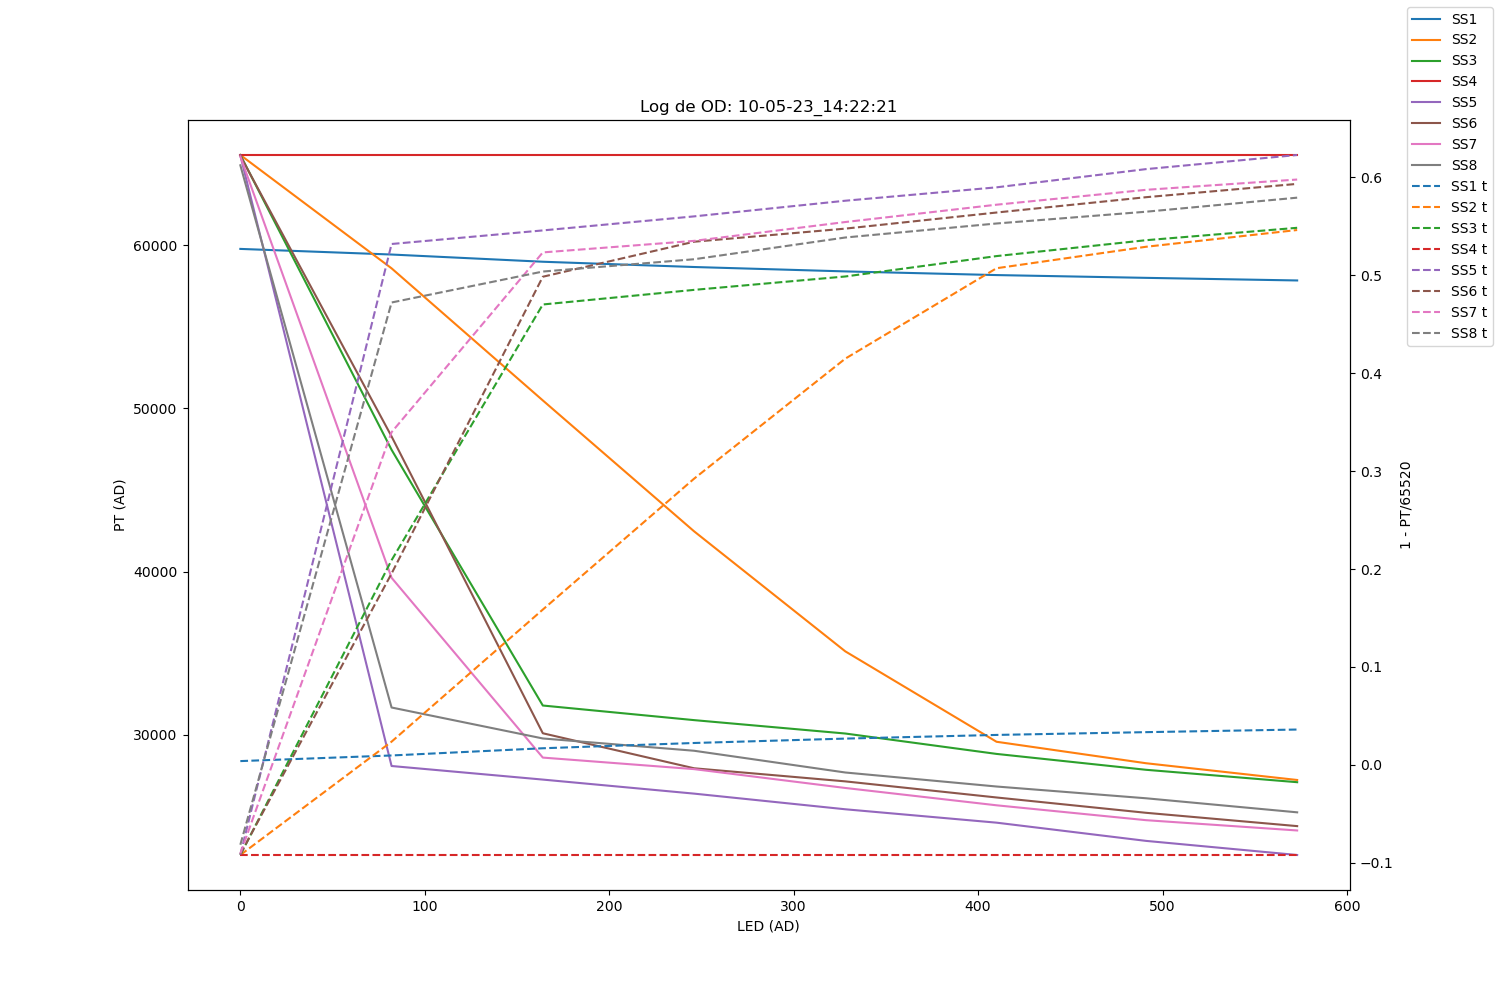 SS1
SS2
SS3
SS4
SS5
SS6
SS7
SS8
SS1 t
SS2 t
SS3 t
SS4 t
SS5 t
SS6 t
SS7 t
SS8 t
Log de OD: 10-05-23_14:22:21
PT (AD)
60000
50000
40000
30000
0.6
0.5
0.4
0.3
0.2
0.1
0.0
−0.1
1 - PT/65520
0 100 200 300 400 500 600
LED (AD)